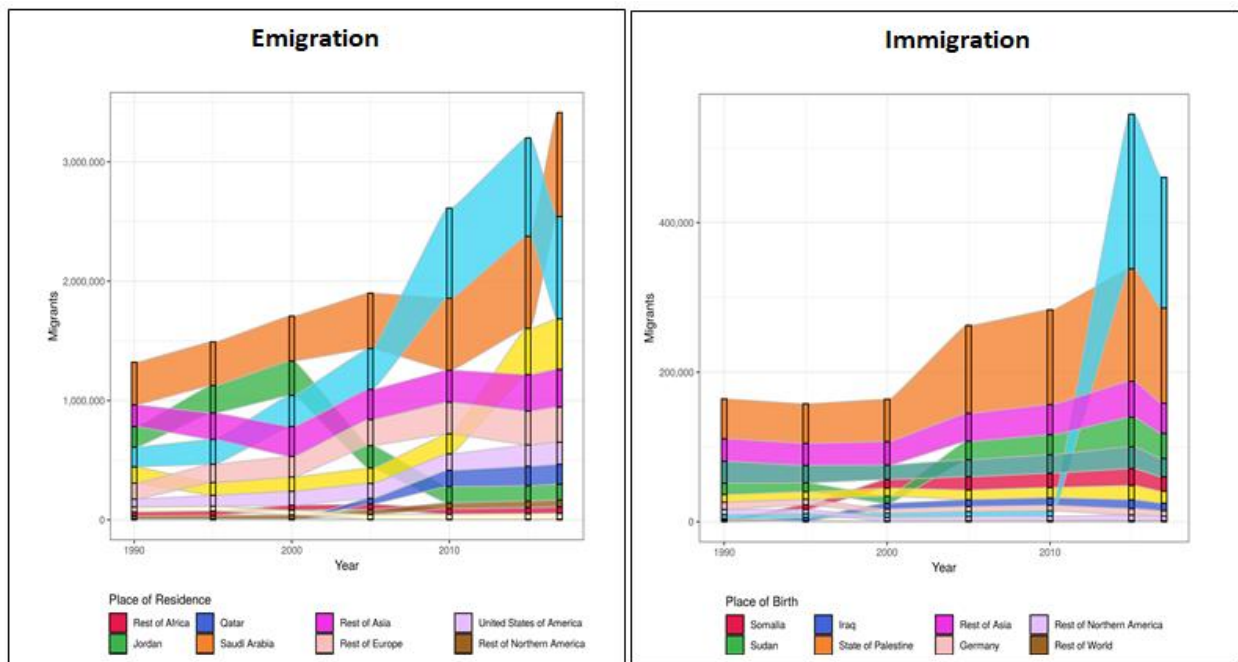 Emigration
3,000,000
2,000,000
1,000,000
0
Migrants
1990
2000
2010
Year
Place of Residence
Rest of Africa
Qatar
Rest of Asia
United States of America
Jordan
Saudi Arabia
Rest of Europe
Rest of Northern America
Immigration
400,000
200,000
0
Migrants
1990
2000
2010
Year
Place of Birth
Somalia
Iraq
Rest of Asia
Rest of Northern America
Sudan
State of Palestine
Germany
Rest of World